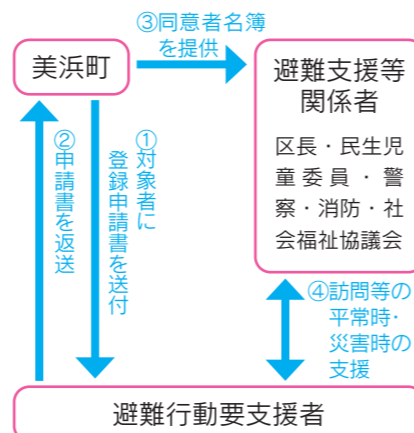 ③同意者名簿
を提供
美浜町
避難支援等
関係者
区長・民生児
童委員・警
察・消防・社
会福祉協議会
①対象者に
登録申請書を送付
②申請書を返送
④訪問等の
平常時・
災害時の
支援
避難行動要支援者